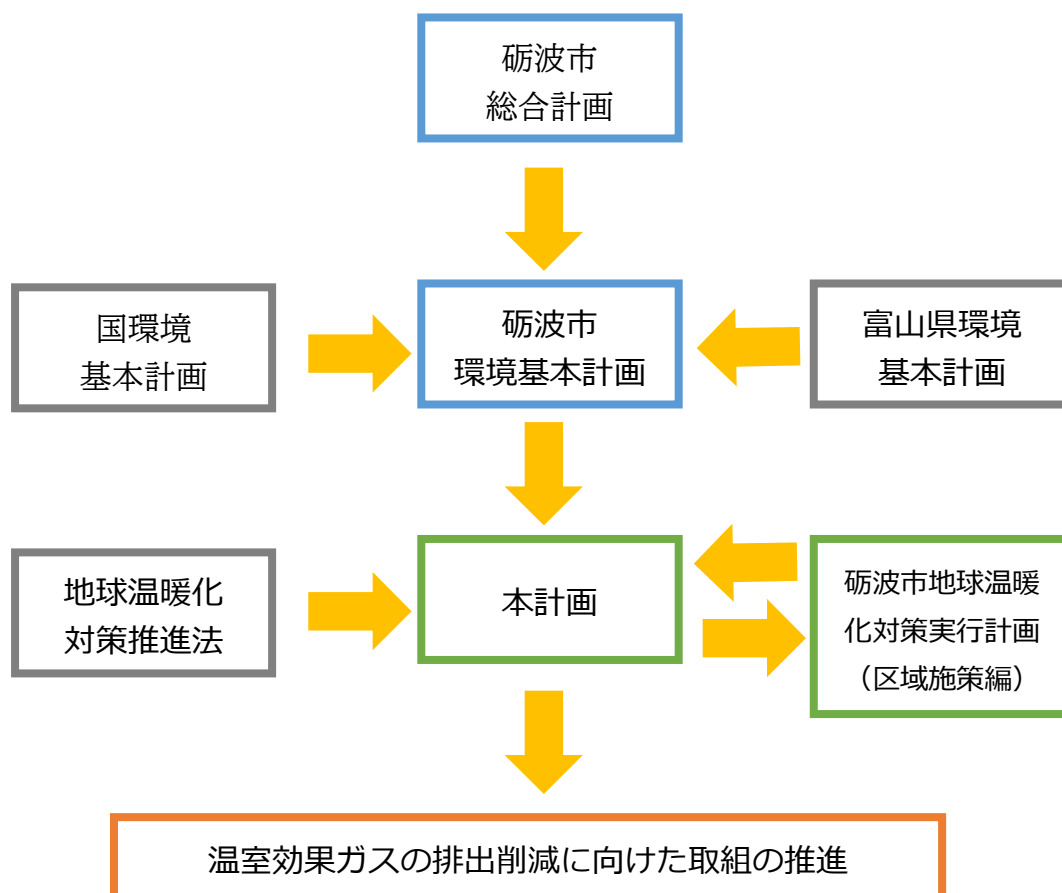 砺波市
総合計画
国環境
基本計画
砺波市
環境基本計画
富山県環境
基本計画
地球温暖化
対策推進法
本計画
砺波市地球温暖
化対策実行計画
（区域施策編）
温室効果ガスの排出削減に向けた取組の推進